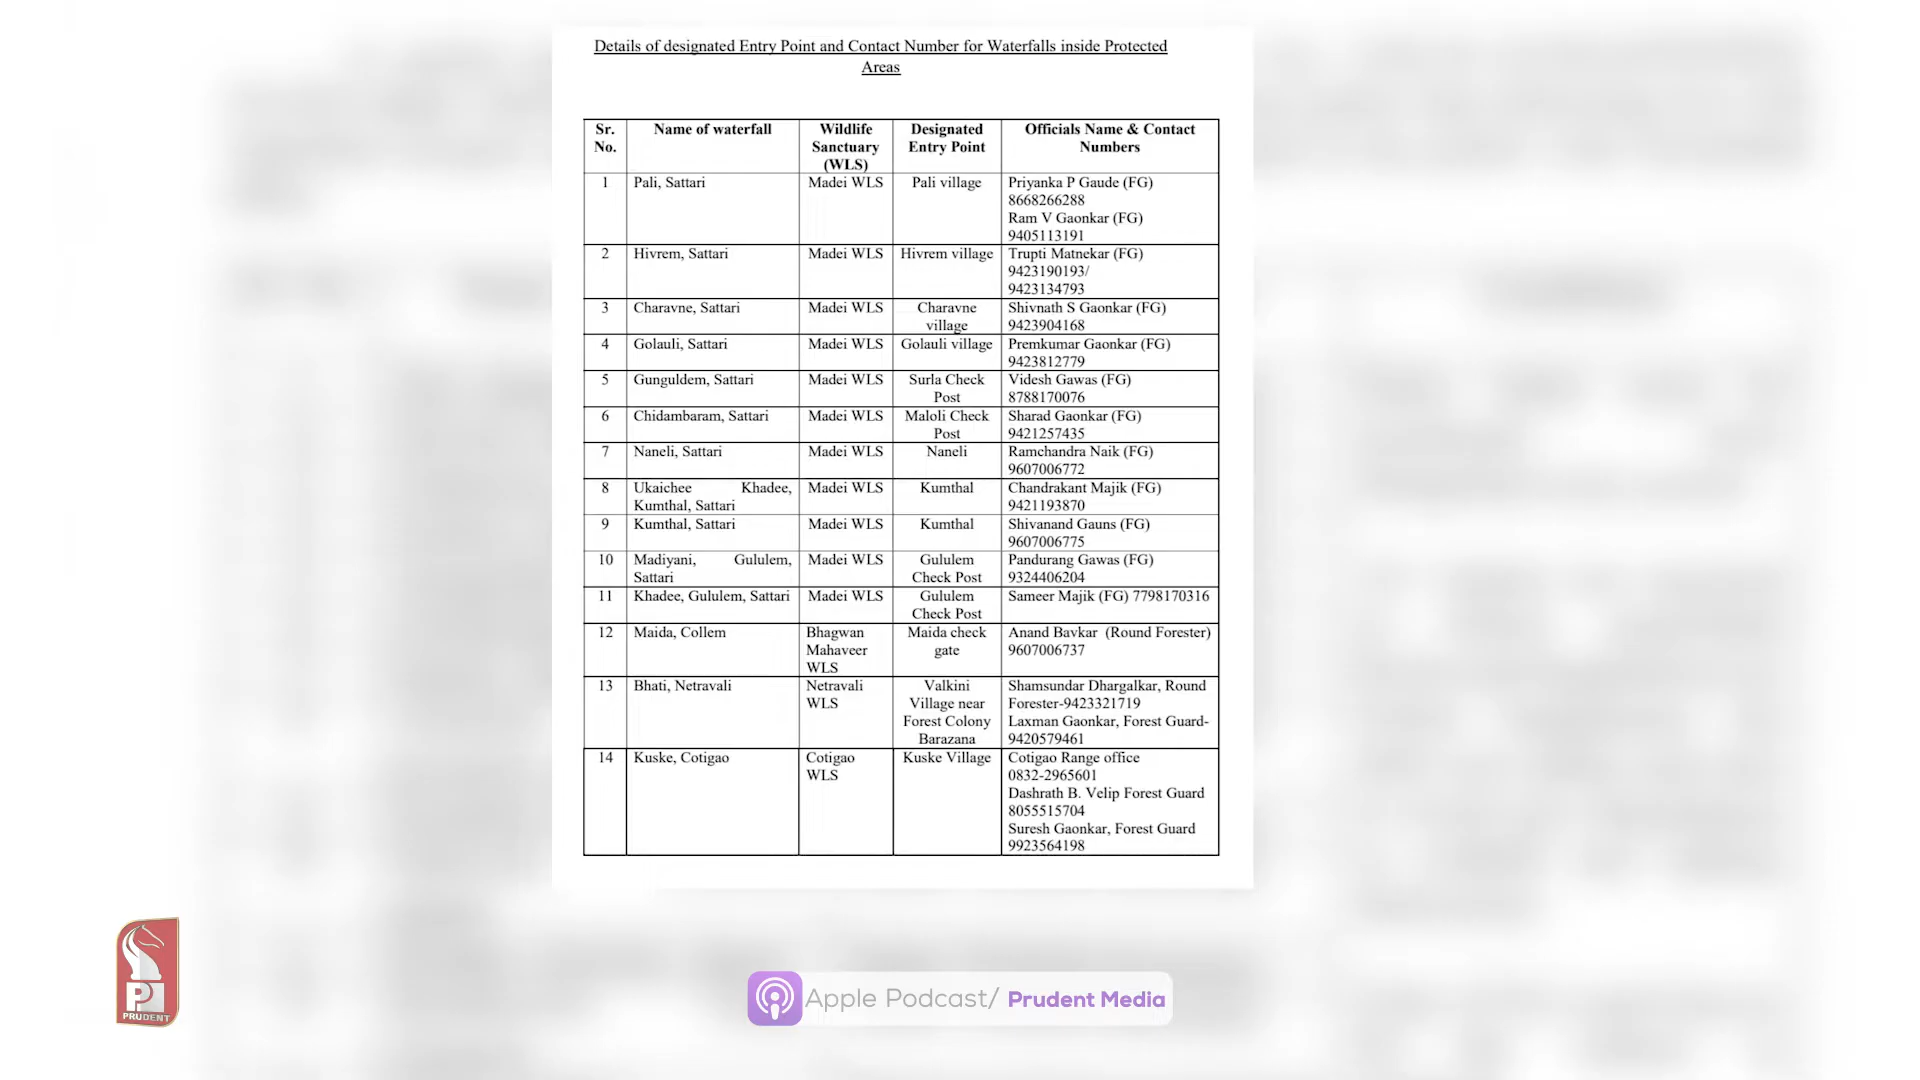 Details of designated Entry Point and Contact Number for Waterfalls inside Protected
Areas
Sr. No. Name of waterfall Wildlife Sanctuary (WLS) Designated Entry Point Officials Name & Contact Numbers
1 Pali, Sattari Madei WLS Pali village Priyanka P Gaude (FG)
8668266288
Ram V Gaonkar (FG)
9405113191
2 Hivrem, Sattari Madei WLS Hivrem village Trupti Matnekar (FG)
9423190193/
9423134793
3 Charavne, Sattari Madei WLS Charavne village Shivnath S Gaonkar (FG)
9423904168
4 Golauli, Sattari Madei WLS Golauli village Premkumar Gaonkar (FG)
9423812779
5 Gunguldem, Sattari Madei WLS Surla Check Post Videsh Gawas (FG)
8788170076
6 Chidambaram, Sattari Madei WLS Maloli Check Post Sharad Gaonkar (FG)
9421257435
7 Naneli, Sattari Madei WLS Naneli Ramchandra Naik (FG)
9607006772
8 Ukaichee Khadee, Kumthal, Sattari Madei WLS Kumthal Chandrakant Majik (FG)
9421193870
9 Kumthal, Sattari Madei WLS Kumthal Shivanand Gauns (FG)
9607006775
10 Madiyani, Gululem, Sattari Madei WLS Gululem Check Post Pandurang Gawas (FG)
9324406204
11 Khadee, Gululem, Sattari Madei WLS Gululem Check Post Sameer Majik (FG) 7798170316
12 Maida, Collem Bhagwan Mahaveer WLS Maida check gate Anand Bavkar (Round Forester)
9607006737
13 Bhati, Netravali Netravali WLS Valkini Village near Forest Colony Barazana Shamsundar Dhargalkar, Round
Forester-9423321719
Laxman Gaonkar, Forest Guard-
9420579461
14 Kuske, Cotigao Cotigao WLS Kuske Village Cotigao Range office
0832-2965601
Dashrath B. Velip Forest Guard
8055515704
Suresh Gaonkar, Forest Guard
9923564198
PRUDENT
Apple Podcast/ Prudent Media